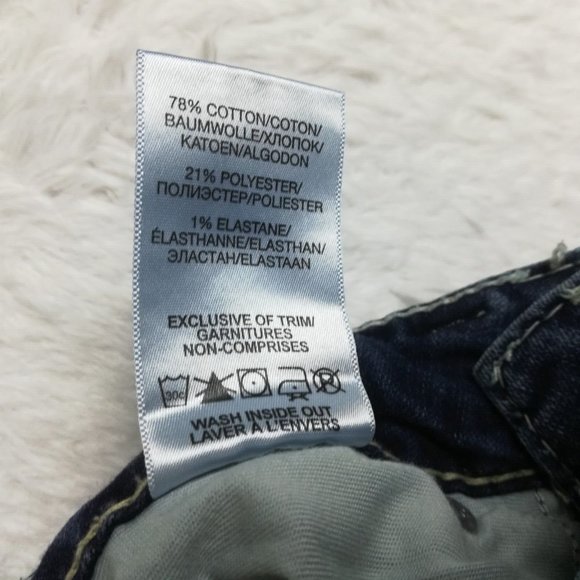 78% COTTON/COTON/
BAUMWOLLE/ХЛОПОК/
KATOEN/ALGODON
21% POLYESTER/
ПОЛИЭСТЕР/POLIESTER
1% ELASTANE/
ÉLASTHANNE/ELASTHAN/
ЭЛАСТАН/ELASTAAN
EXCLUSIVE OF TRIM/
GARNITURES
NON-COMPRISES
30c P
WASH INSIDE OUT
LAVER À L'ENVERS